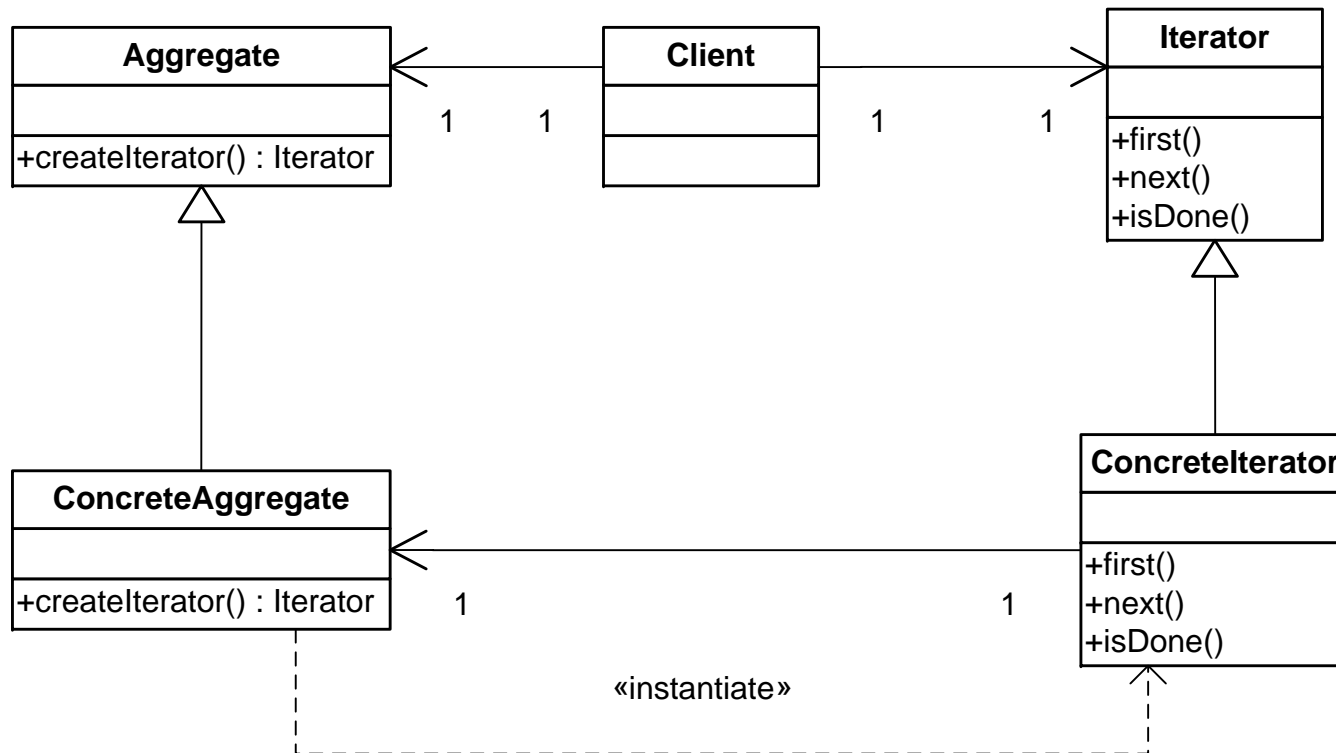 Aggregate
+createIterator() : Iterator
Client
Iterator
+first()
+next()
+isDone()
1
1
1
1
ConcreteAggregate
+createIterator() : Iterator
ConcreteIterator
+first()
+next()
+isDone()
1
1
«instantiate»